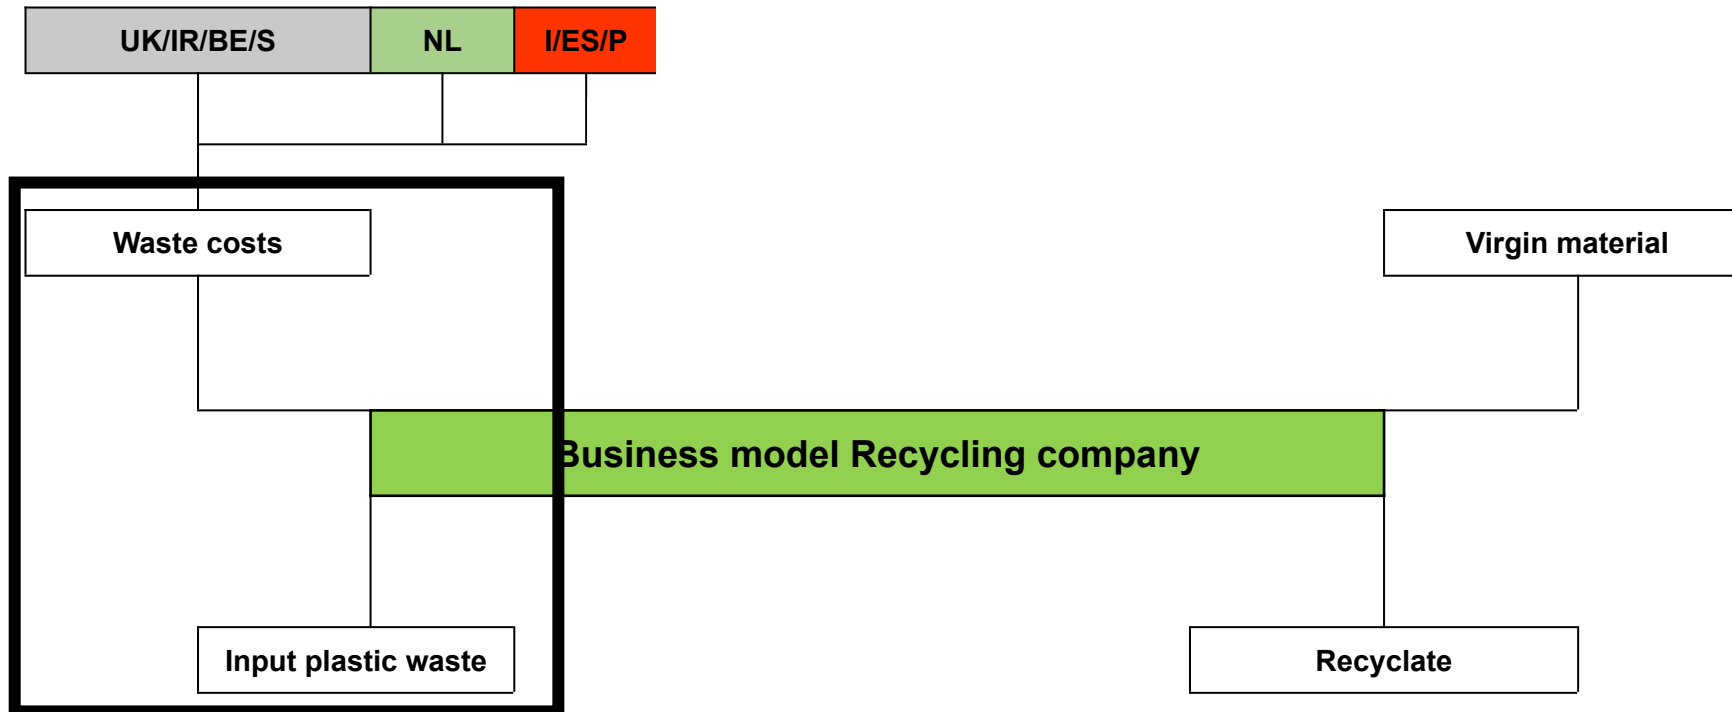 UK/IR/BE/S
NL
I/ES/P
Waste costs
Virgin material
Business model Recycling company
Input plastic waste
Recyclate